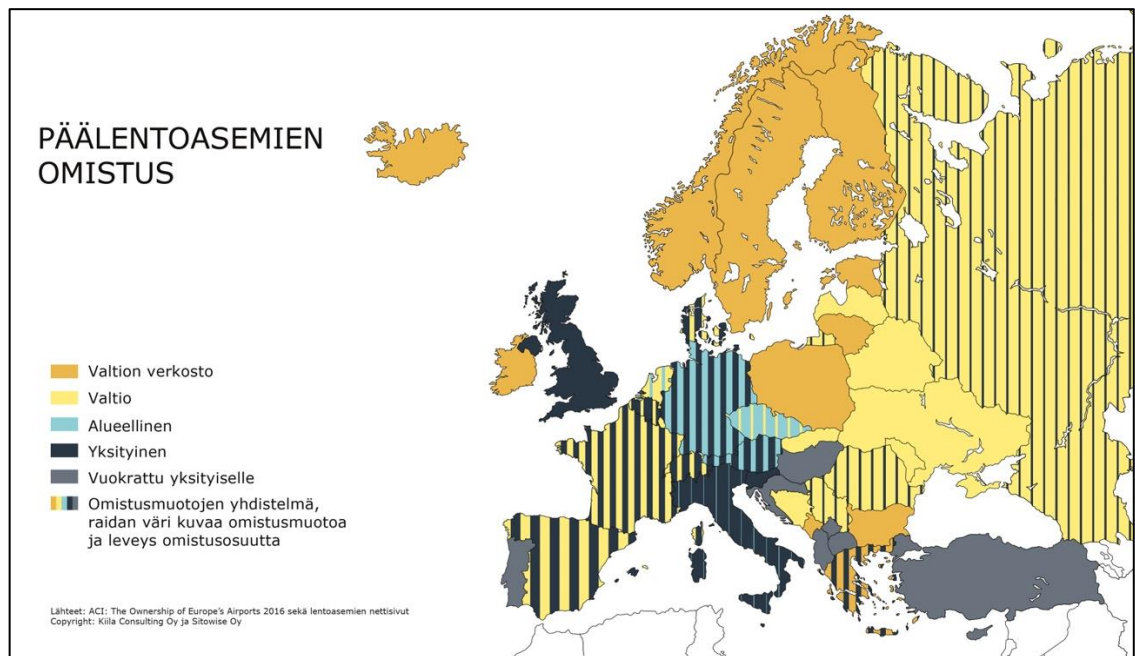 PÄÄLENTOASEMIEN
OMISTUS
Valtion verkosto
Valtio
Alueellinen
Yksityinen
Vuokrattu yksityiselle
Omistusmuotojen yhdistelmä,
raidan väri kuvaa omistusmuotoa
ja leveys omistusosuutta
Lähteet: ACI: The Ownership of Europe's Airports 2016 sekä lentoasemien nettisivut
Copyright: Kiila Consulting Oy ja Sitowise Oy